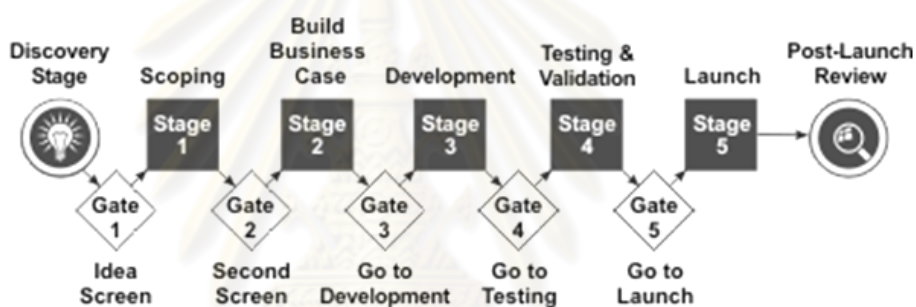 Discovery
Stage
Scoping
Build
Business
Case
Development
Testing &
Validation
Launch
Post-Launch
Review
Stage
1
Stage
2
Stage
3
Stage
4
Stage
5
Gate
1
Gate
2
Gate
3
Gate
4
Gate
5
Idea
Screen
Second
Screen
Go to
Development
Go to
Testing
Go to
Launch